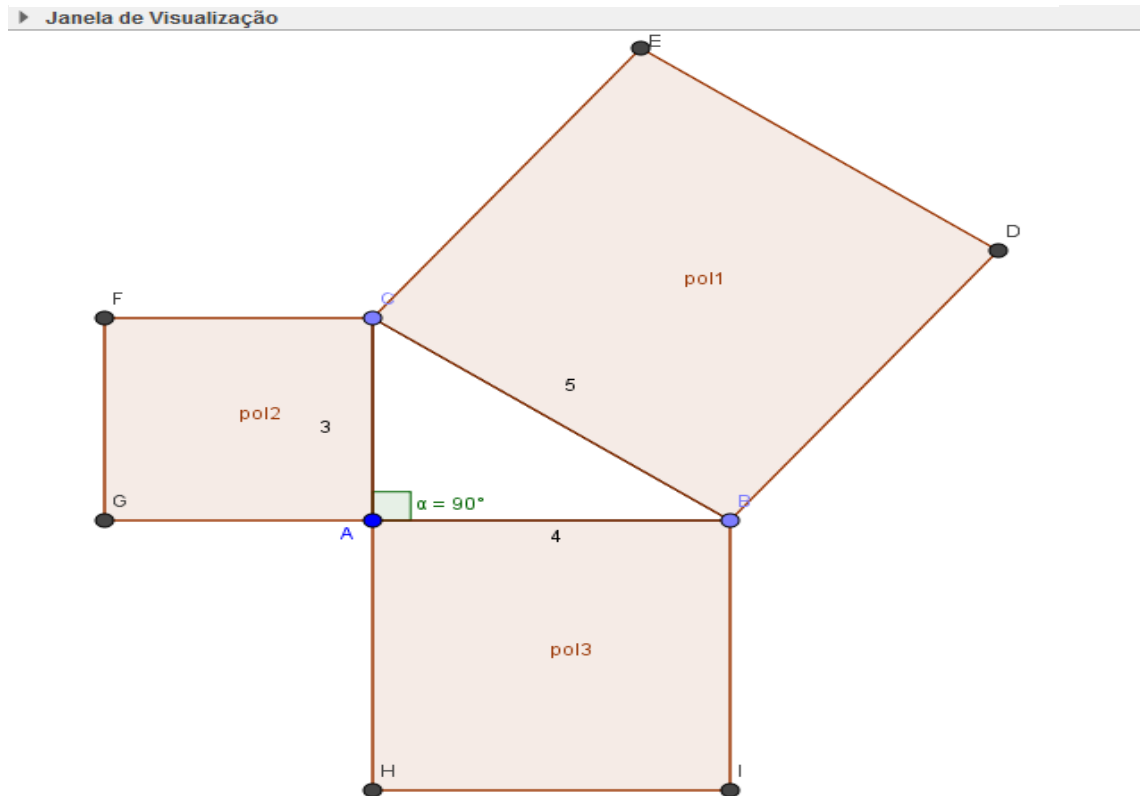 Janela de Visualização
E
D
pol1
F
C
5
pol2
3
G
α = 90°
B
A
4
pol3
H
I